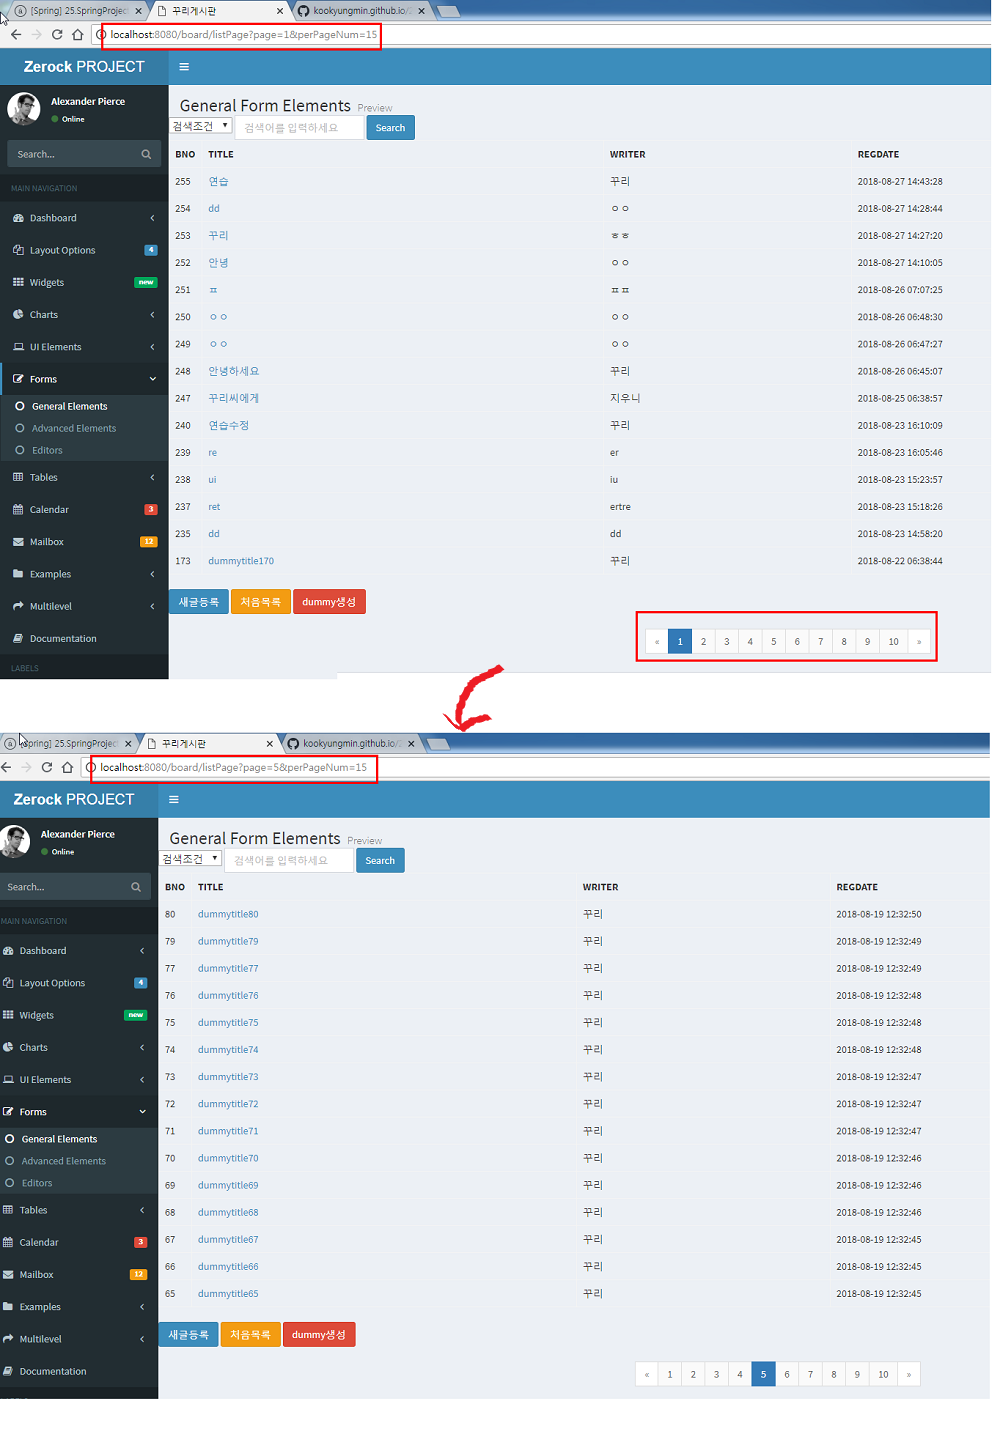 [Spring] 25.SpringProject
꾸리게시판
kookyungmin.github.io/2
localhost:8080/board/listPage?page=1&perPageNum=15
Zerock PROJECT
Alexander Pierce
Online
Search...
MAIN NAVIGATION
Dashboard
Layout Options 4
Widgets new
Charts
UI Elements
Forms
General Elements
Advanced Elements
Editors
Tables
Calendar 3
Mailbox 12
Examples
Multilevel
Documentation
LABELS
General Form Elements Preview
검색조건 검색어를 입력하세요 Search
BNO TITLE WRITER REGDATE
255 연습 꾸리 2018-08-27 14:43:28
254 dd ㅇㅇ 2018-08-27 14:28:44
253 꾸리 ㅎㅎ 2018-08-27 14:27:20
252 안녕 ㅇㅇ 2018-08-27 14:10:05
251 ㅍ ㅍㅍ 2018-08-26 07:07:25
250 ㅇㅇ ㅇㅇ 2018-08-26 06:48:30
249 ㅇㅇ ㅇㅇ 2018-08-26 06:47:27
248 안녕하세요 꾸리 2018-08-26 06:45:07
247 꾸리씨에게 지우니 2018-08-25 06:38:57
240 연습수정 꾸리 2018-08-23 16:10:09
239 re er 2018-08-23 16:05:46
238 ui iu 2018-08-23 15:23:57
237 ret ertre 2018-08-23 15:18:26
235 dd dd 2018-08-23 14:58:20
173 dummytitle170 꾸리 2018-08-22 06:38:44
새글등록 처음목록 dummy생성
« 1 2 3 4 5 6 7 8 9 10 »
pring] 25.SpringProject
꾸리게시판
kookyungmin.github.io/2
localhost:8080/board/listPage?page=5&perPageNum=15
Zerock PROJECT
Alexander Pierce
Online
Search...
MAIN NAVIGATION
Dashboard
Layout Options 4
Widgets new
Charts
UI Elements
Forms
General Elements
Advanced Elements
Editors
Tables
Calendar 3
Mailbox 12
Examples
Multilevel
Documentation
General Form Elements Preview
검색조건 검색어를 입력하세요 Search
BNO TITLE WRITER REGDATE
80 dummytitle80 꾸리 2018-08-19 12:32:50
79 dummytitle79 꾸리 2018-08-19 12:32:49
77 dummytitle77 꾸리 2018-08-19 12:32:49
76 dummytitle76 꾸리 2018-08-19 12:32:48
75 dummytitle75 꾸리 2018-08-19 12:32:48
74 dummytitle74 꾸리 2018-08-19 12:32:48
73 dummytitle73 꾸리 2018-08-19 12:32:47
72 dummytitle72 꾸리 2018-08-19 12:32:47
71 dummytitle71 꾸리 2018-08-19 12:32:47
70 dummytitle70 꾸리 2018-08-19 12:32:46
69 dummytitle69 꾸리 2018-08-19 12:32:46
68 dummytitle68 꾸리 2018-08-19 12:32:46
67 dummytitle67 꾸리 2018-08-19 12:32:45
66 dummytitle66 꾸리 2018-08-19 12:32:45
65 dummytitle65 꾸리 2018-08-19 12:32:45
새글등록 처음목록 dummy생성
« 1 2 3 4 5 6 7 8 9 10 »